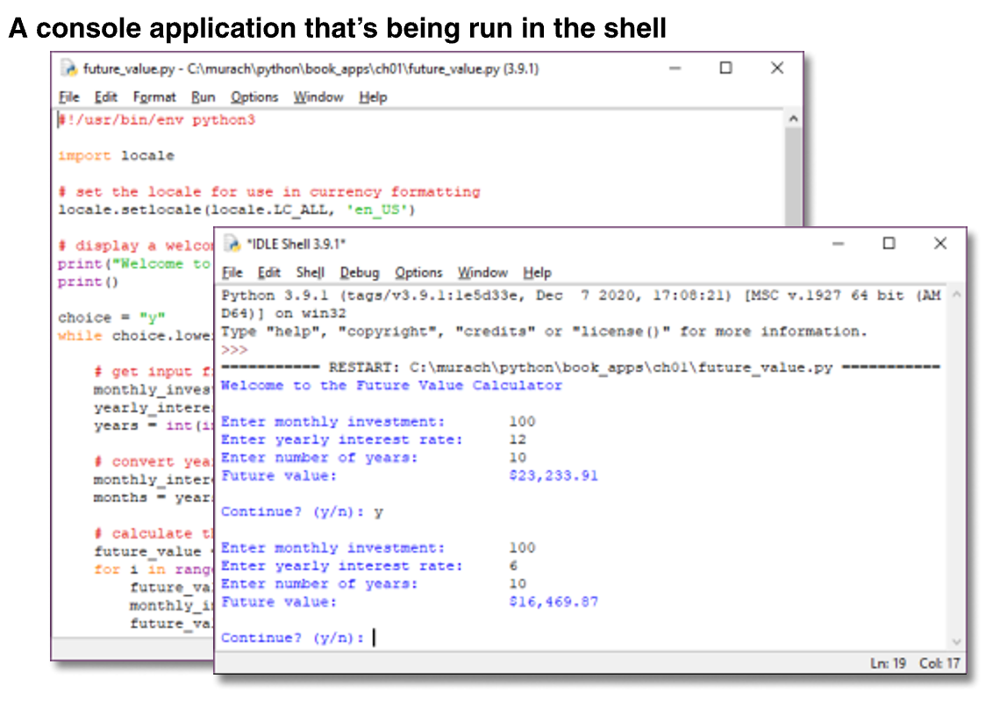 A console application that's being run in the shell
future_value.py - C:\murach\python\book_apps\ch01\future_value.py (3.9.1)
File Edit Format Run Options Window Help
#!/usr/bin/env python3
import locale
# set the locale for use in currency formatting
locale.setlocale(locale.LC_ALL, 'en_US')
# display a welcom
print("Welcome to
print()
choice = "y"
while choice.lower
# get input f
monthly_inves
yearly_intere
years = int(i
# convert yea
monthly_inter
months = year
# calculate t
future_value
for i in rang
future_va
monthly_i
future_va
*IDLE Shell 3.9.1*
File Edit Shell Debug Options Window Help
Python 3.9.1 (tags/v3.9.1:1e5d33e, Dec  7 2020, 17:08:21) [MSC v.1927 64 bit (AM
D64)] on win32
Type "help", "copyright", "credits" or "license()" for more information.
>>>
=========== RESTART: C:\murach\python\book_apps\ch01\future_value.py ===========
Welcome to the Future Value Calculator
Enter monthly investment: 100
Enter yearly interest rate: 12
Enter number of years: 10
Future value: $23,233.91
Continue? (y/n): y
Enter monthly investment: 100
Enter yearly interest rate: 6
Enter number of years: 10
Future value: $16,469.87
Continue? (y/n):
Ln: 19 Col: 17